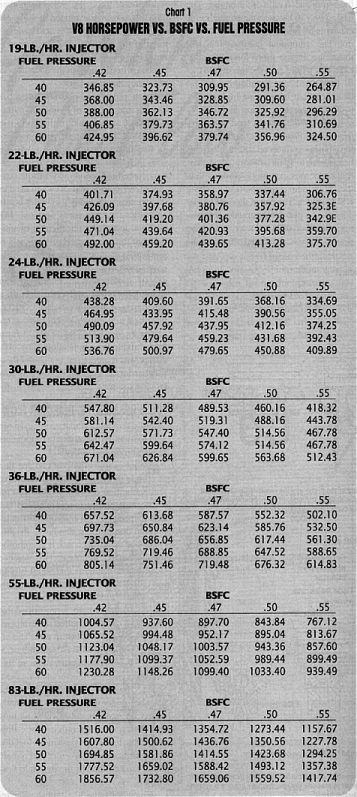 Chart 1
V8 HORSEPOWER VS. BSFC VS. FUEL PRESSURE
19-LB./HR. INJECTOR
FUEL PRESSURE BSFC
.42 .45 .47 .50 .55
40 346.85 323.73 309.95 291.36 264.87
45 368.00 343.46 328.85 309.60 281.01
50 388.00 362.13 346.72 325.92 296.29
55 406.85 379.73 363.57 341.76 310.69
60 424.95 396.62 379.74 356.96 324.50
22-LB./HR. INJECTOR
FUEL PRESSURE BSFC
.42 .45 .47 .50 .55
40 401.71 374.93 358.97 337.44 306.76
45 426.09 397.68 380.76 357.92 325.3E
50 449.14 419.20 401.36 377.28 342.9E
55 471.04 439.64 420.93 395.68 359.70
60 492.00 459.20 439.65 413.28 375.70
24-LB./HR. INJECTOR
FUEL PRESSURE BSFC
.42 .45 .47 .50 .55
40 438.28 409.60 391.65 368.16 334.69
45 464.95 433.95 415.48 390.56 355.05
50 490.09 457.92 437.95 412.16 374.25
55 513.90 479.64 459.23 431.68 392.43
60 536.76 500.97 479.65 450.88 409.89
30-LB./HR. INJECTOR
FUEL PRESSURE BSFC
.42 .45 .47 .50 .55
40 547.80 511.28 489.53 460.16 418.32
45 581.14 542.40 519.31 488.16 443.78
50 612.57 571.73 547.40 514.56 467.78
55 642.47 599.64 574.12 514.56 467.78
60 671.04 626.84 599.65 563.68 512.43
36-LB./HR. INJECTOR
FUEL PRESSURE BSFC
.42 .45 .47 .50 .55
40 657.52 613.68 587.57 552.32 502.10
45 697.73 650.84 623.14 585.76 532.50
50 735.04 686.04 656.85 617.44 561.30
55 769.52 719.46 688.85 647.52 588.65
60 805.14 751.46 719.48 676.32 614.83
55-LB./HR. INJECTOR
FUEL PRESSURE BSFC
.42 .45 .47 .50 .55
40 1004.57 937.60 897.70 843.84 767.12
45 1065.52 994.48 952.17 895.04 813.67
50 1123.04 1048.17 1003.57 943.36 857.60
55 1177.90 1099.37 1052.59 989.44 899.49
60 1230.28 1148.26 1099.40 1033.40 939.49
83-LB./HR. INJECTOR
FUEL PRESSURE BSFC
.42 .45 .47 .50 .55
40 1516.00 1414.93 1354.72 1273.44 1157.67
45 1607.80 1500.62 1436.76 1350.56 1227.78
50 1694.85 1581.86 1414.55 1423.68 1294.25
55 1777.52 1659.02 1588.42 1493.12 1357.38
60 1856.57 1732.80 1659.06 1559.52 1417.74